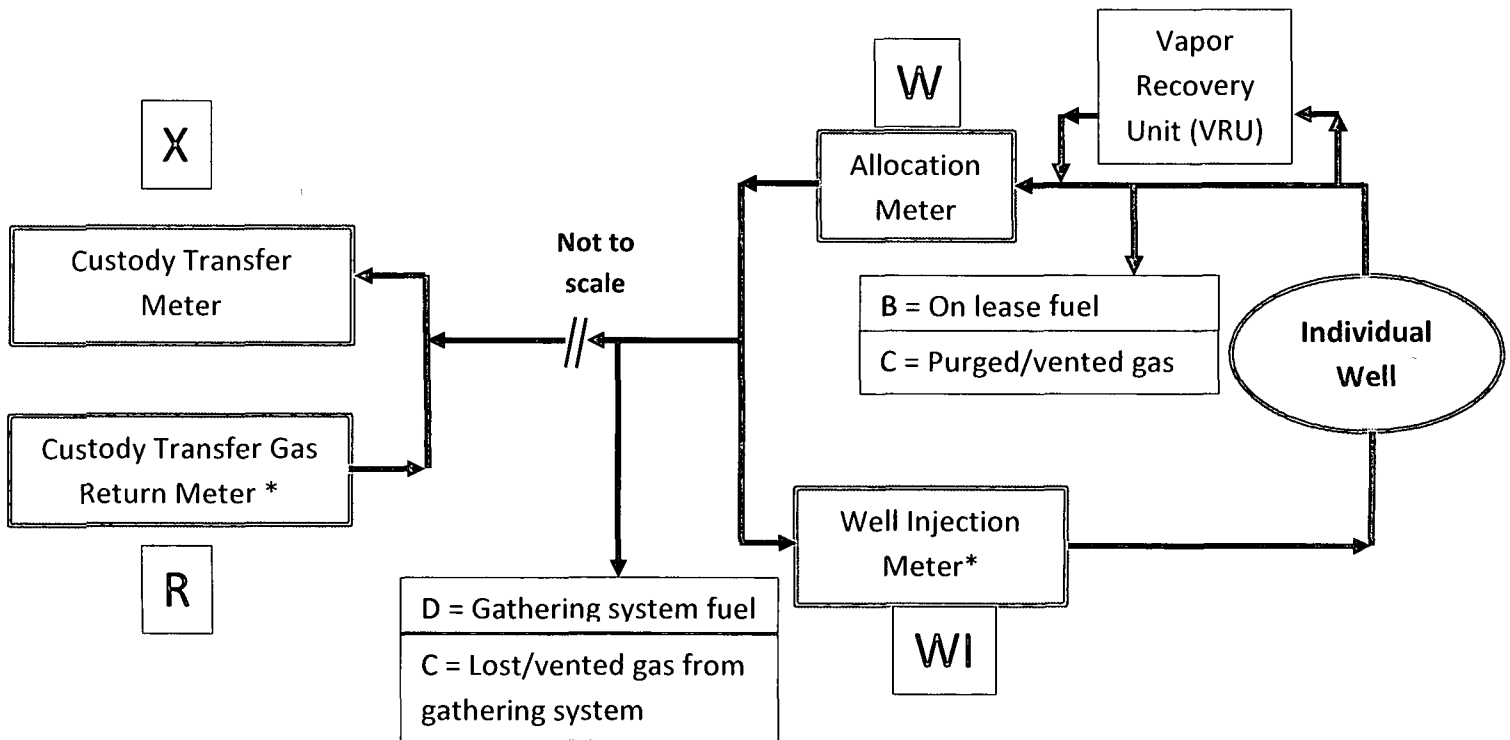 Vapor
Recovery
Unit (VRU)
W
X
Allocation
Meter
Custody Transfer
Meter
Not to
scale
B = On lease fuel
C = Purged/vented gas
Individual
Well
Custody Transfer Gas
Return Meter *
Well Injection
Meter*
R
D = Gathering system fuel
C = Lost/vented gas from
gathering system
WI